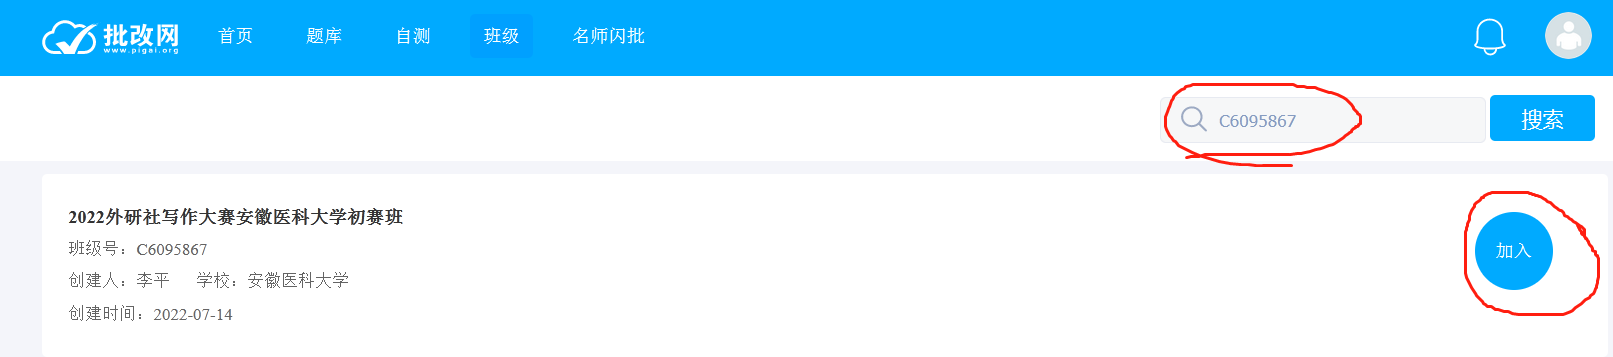 批改网 首页 题库 自测 班级 名师闪批
www.pigai.org
C6095867 搜索
2022外研社写作大赛安徽医科大学初赛班
班级号：C6095867
加入
创建人：李平 学校：安徽医科大学
创建时间：2022-07-14